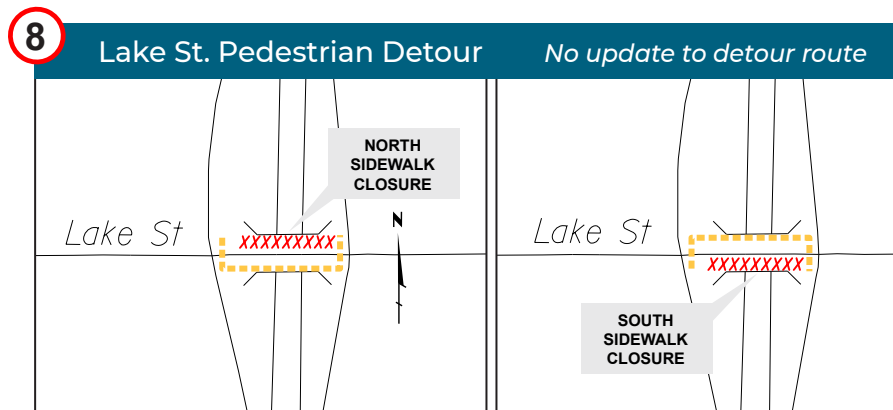 8
Lake St. Pedestrian Detour
No update to detour route
NORTH
SIDEWALK
CLOSURE
Lake St
XXXXXXXXX
N
Lake St
XXXXXXXXX
SOUTH
SIDEWALK
CLOSURE